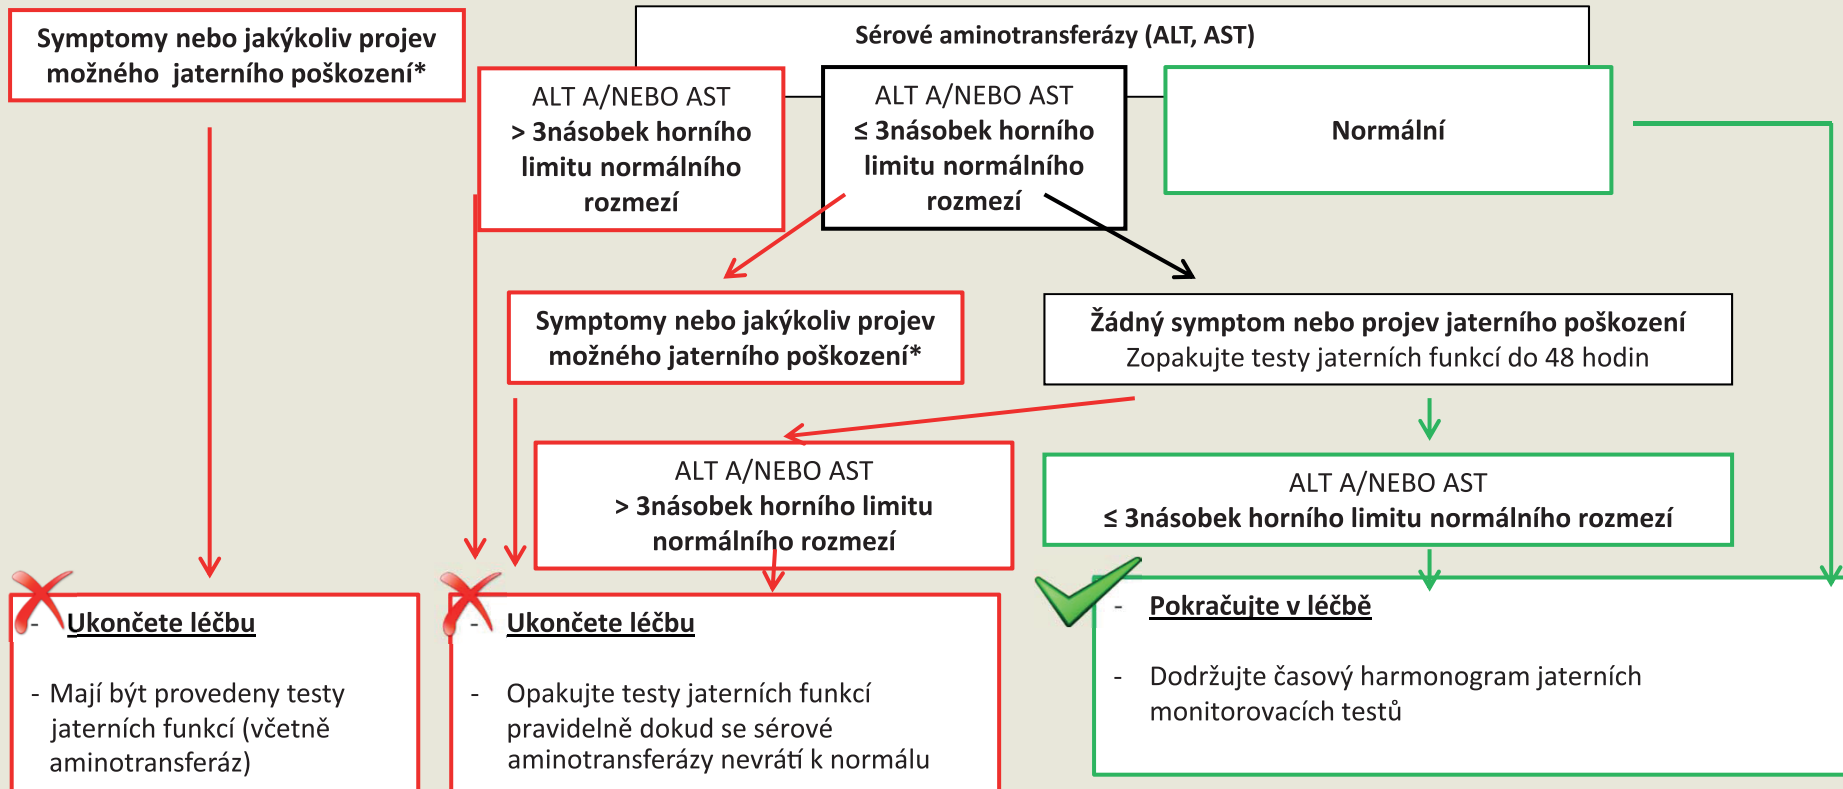 Symptomy nebo jakýkoliv projev
možného jaterního poškození*
Sérové aminotransferázy (ALT, AST)
ALT A/NEBO AST
> 3násobek horního
limitu normálního
rozmezí
ALT A/NEBO AST
≤ 3násobek horního
limitu normálního
rozmezí
Normální
Symptomy nebo jakýkoliv projev
možného jaterního poškození*
Žádný symptom nebo projev jaterního poškození
Zopakujte testy jaterních funkcí do 48 hodin
ALT A/NEBO AST
> 3násobek horního limitu
normálního rozmezí
ALT A/NEBO AST
≤ 3násobek horního limitu normálního rozmezí
- Ukončete léčbu
- Mají být provedeny testy
jaterních funkcí (včetně
aminotransferáz)
- Ukončete léčbu
- Opakujte testy jaterních funkcí
pravidelně dokud se sérové
aminotransferázy nevrátí k normálu
- Pokračujte v léčbě
- Dodržujte časový harmonogram jaterních
monitorovacích testů